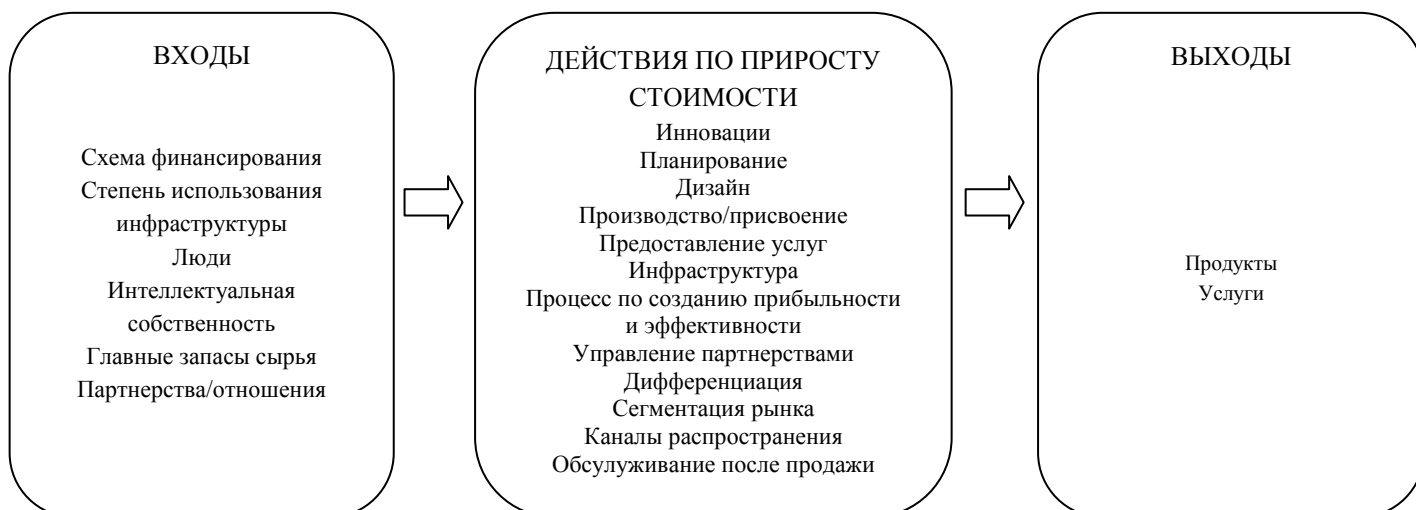 ВХОДЫ
Схема финансирования
Степень использования
инфраструктуры
Люди
Интеллектуальная
собственность
Главные запасы сырья
Партнерства/отношения
ДЕЙСТВИЯ ПО ПРИРОСТУ
СТОИМОСТИ
Инновации
Планирование
Дизайн
Производство/присвоение
Предоставление услуг
Инфраструктура
Процесс по созданию прибыльности
и эффективности
Управление партнерствами
Дифференциация
Сегментация рынка
Каналы распространения
Обсулуживание после продажи
ВЫХОДЫ
Продукты
Услуги